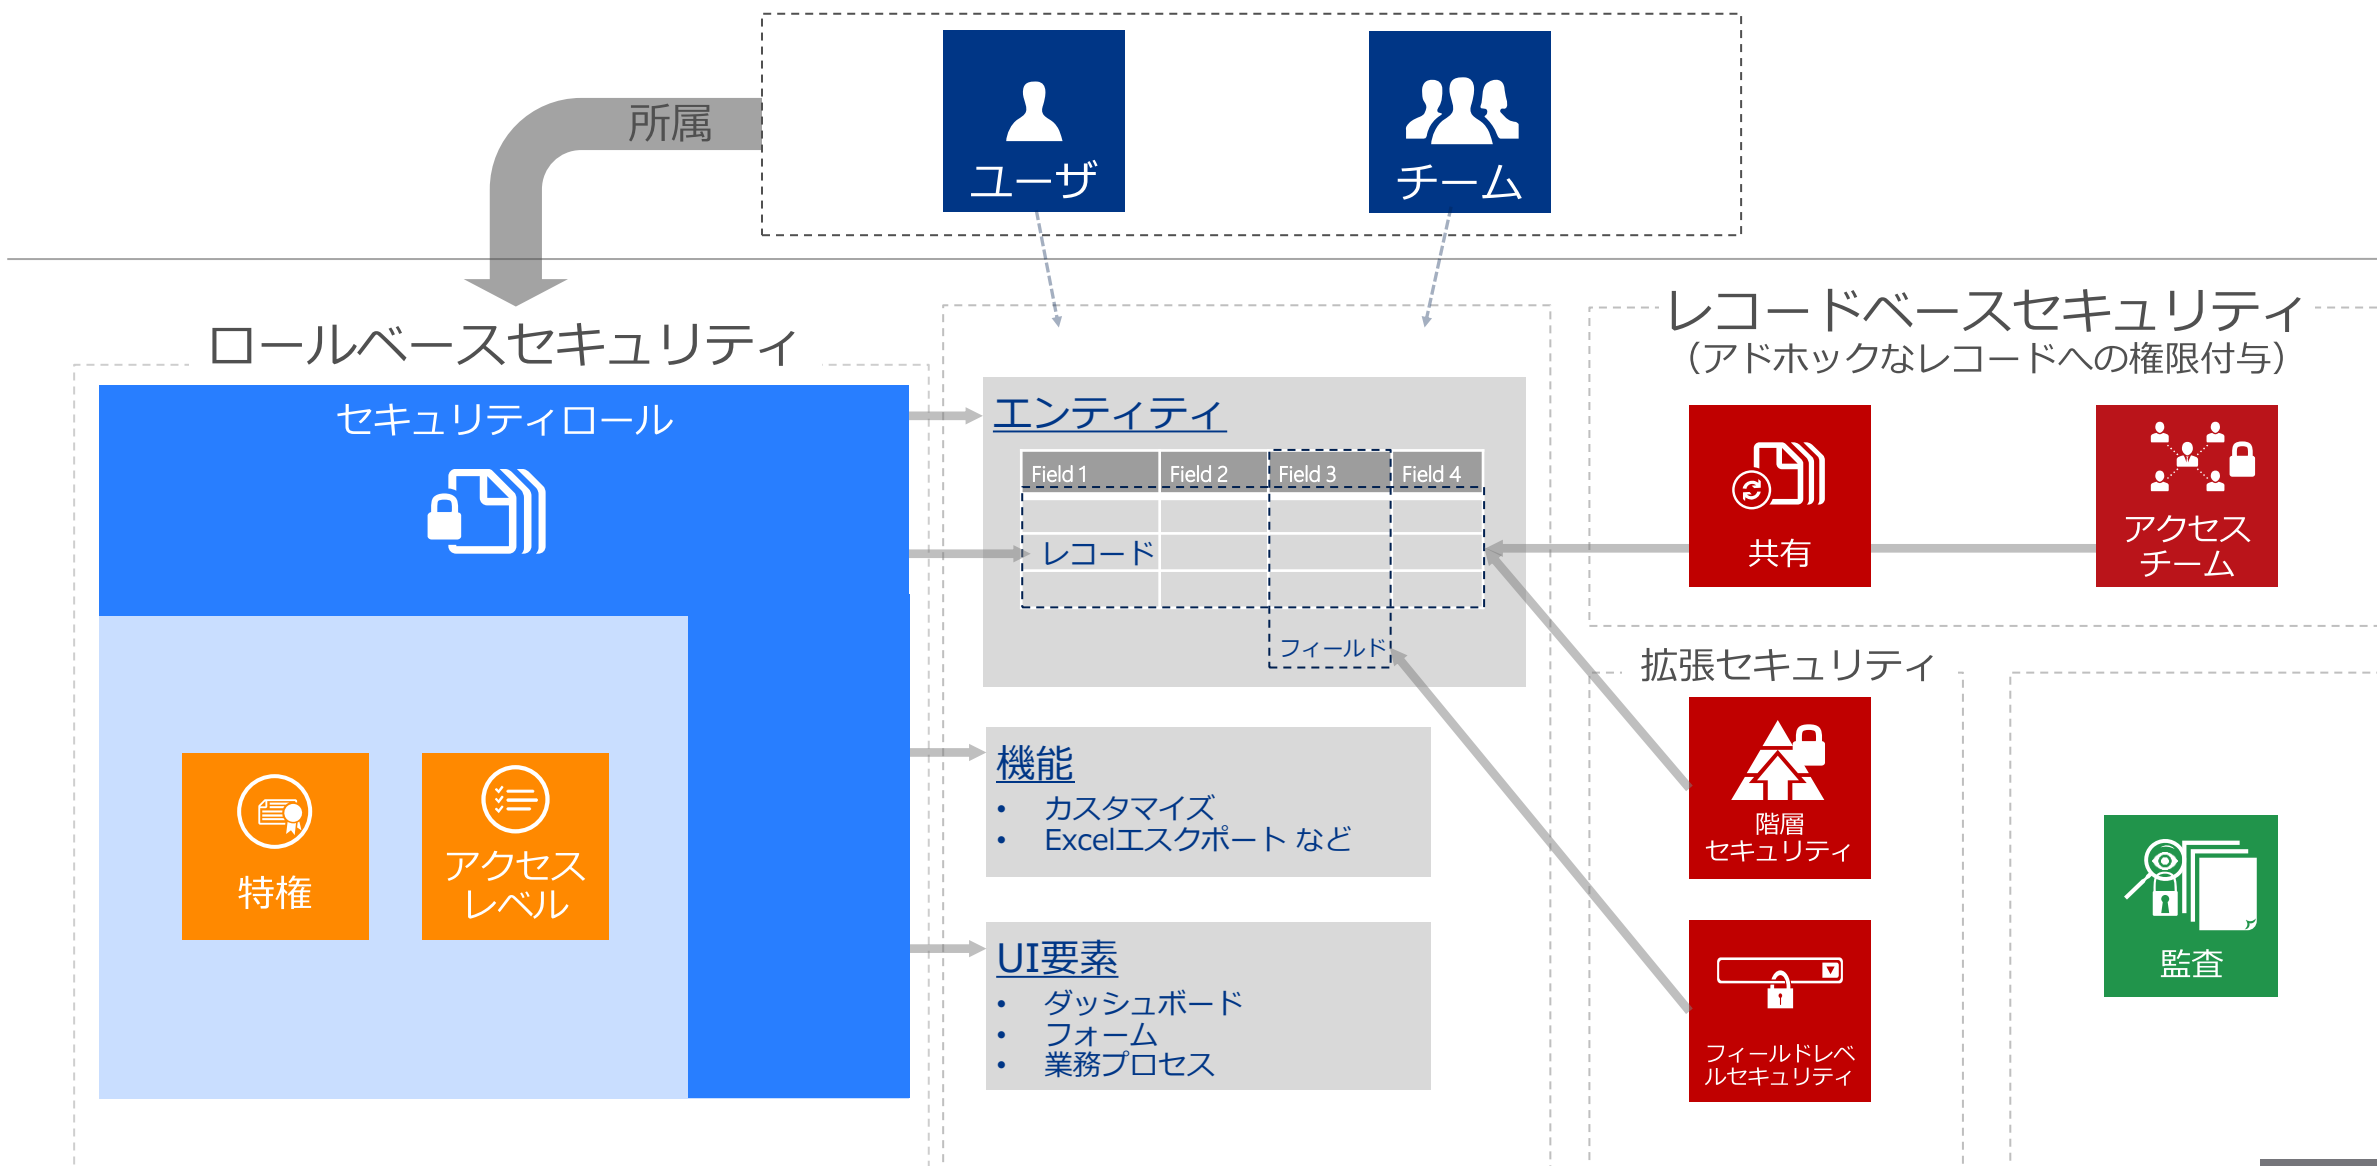 ユーザ
チーム
所属
ロールベースセキュリティ
セキュリティロール
特権
アクセス
レベル
エンティティ
Field 1
Field 2
Field 3
Field 4
レコード
フィールド
機能
• カスタマイズ
• Excelエスクポート など
UI要素
• ダッシュボード
• フォーム
• 業務プロセス
レコードベースセキュリティ
（アドホックなレコードへの権限付与）
共有
アクセス
チーム
拡張セキュリティ
階層
セキュリティ
フィールドレベ
ルセキュリティ
監査